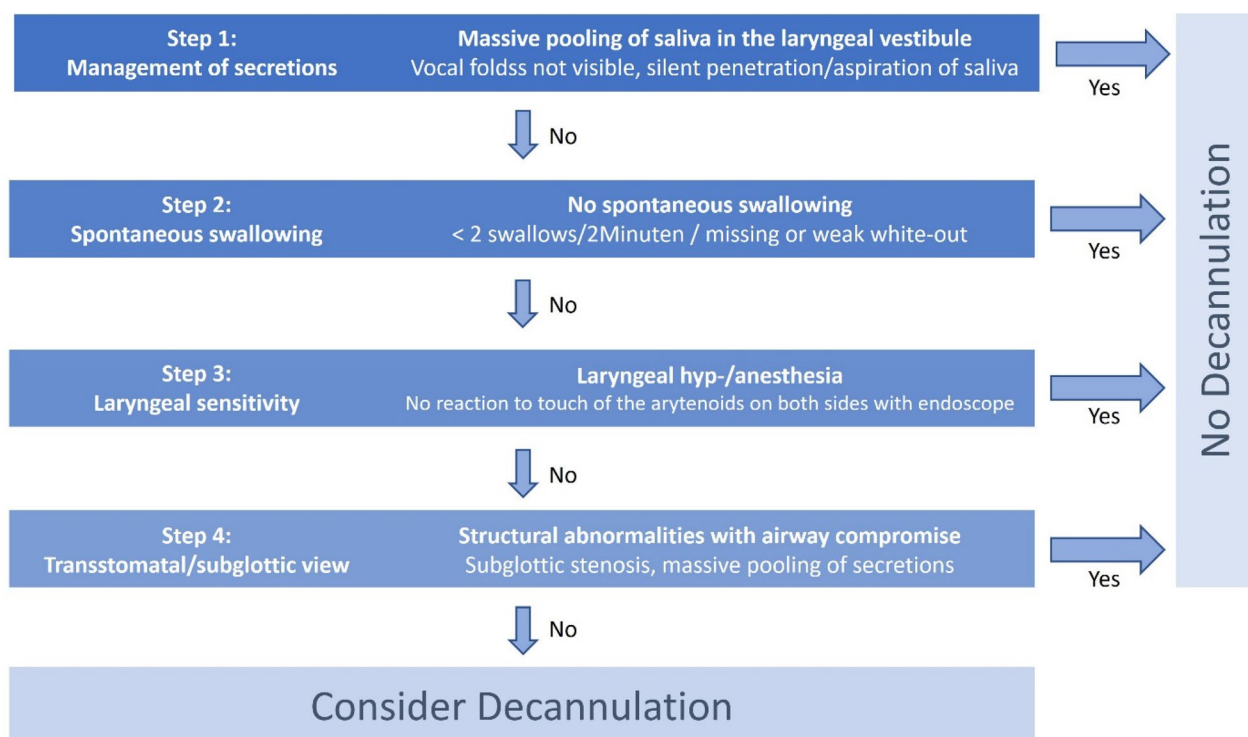 Step 1:
Management of secretions
Massive pooling of saliva in the laryngeal vestibule
Vocal foldss not visible, silent penetration/aspiration of saliva
Yes
No
Step 2:
Spontaneous swallowing
No spontaneous swallowing
< 2 swallows/2Minuten / missing or weak white-out
Yes
No
Step 3:
Laryngeal sensitivity
Laryngeal hyp-/anesthesia
No reaction to touch of the arytenoids on both sides with endoscope
Yes
No
Step 4:
Transstomatal/subglottic view
Structural abnormalities with airway compromise
Subglottic stenosis, massive pooling of secretions
Yes
No
No Decannulation
Consider Decannulation